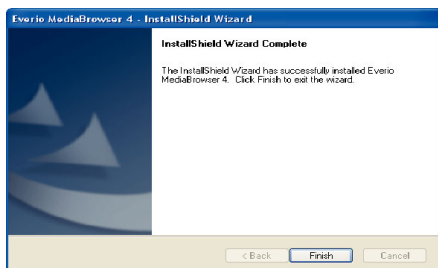 Everio MediaBrowser 4 - InstallShield Wizard
InstallShield Wizard Complete
The InstallShield Wizard has successfully installed Everio
MediaBrowser 4. Click Finish to exit the wizard.
< Back
Finish
Cancel